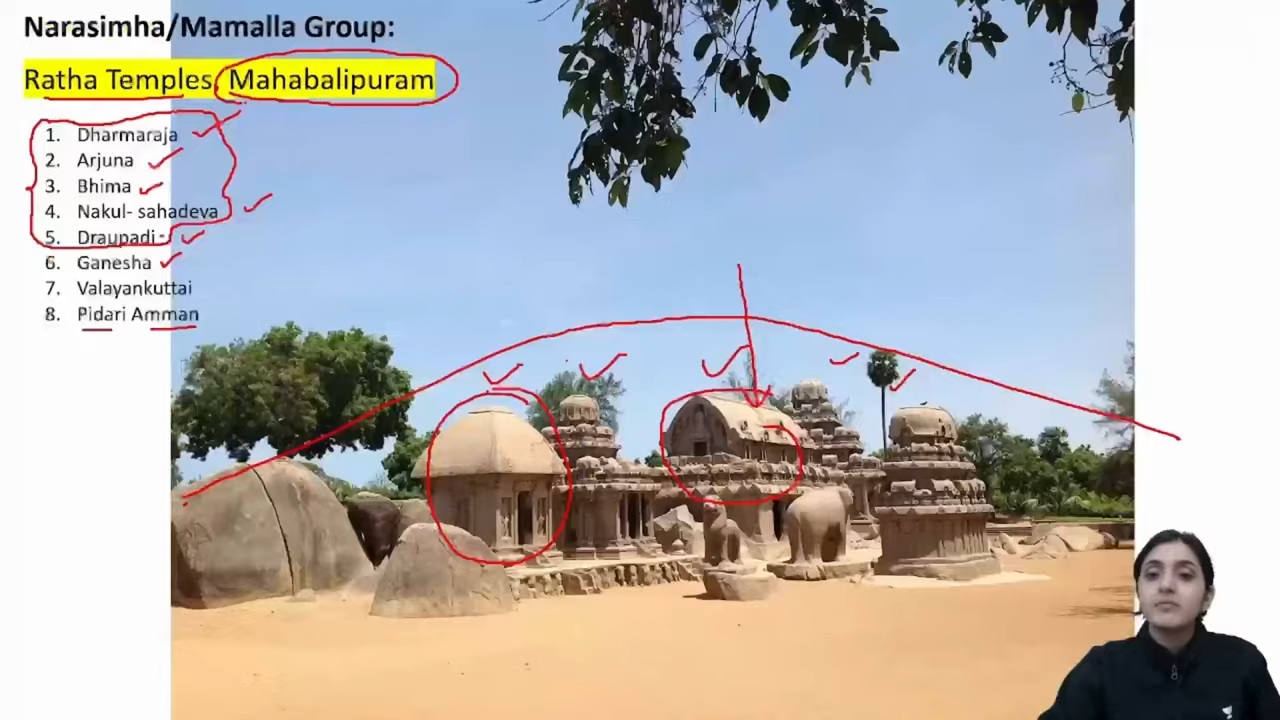 Narasimha/Mamalla Group:
Ratha Temples, Mahabalipuram
1. Dharmaraja
2. Arjuna
3. Bhima
4. Nakul- sahadeva
5. Draupadi-
6. Ganesha
7. Valayankuttai
8. Pidari Amman